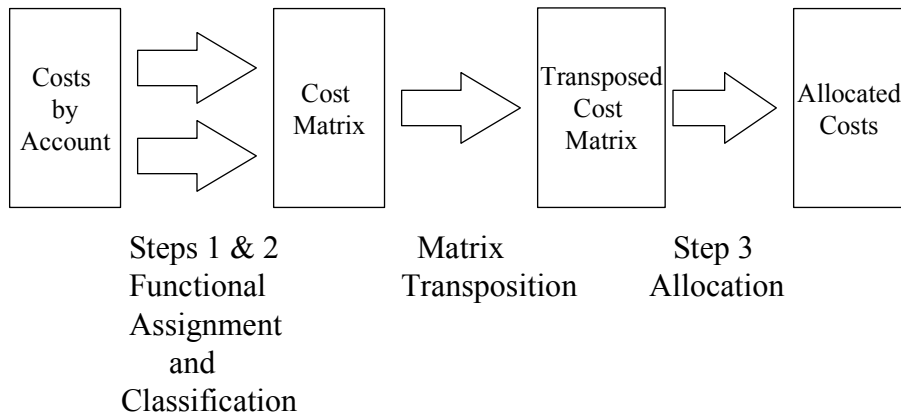 Costs
by
Account
Cost
Matrix
Transposed
Cost
Matrix
Allocated
Costs
Steps 1 & 2
Functional
Assignment
and
Classification
Matrix
Transposition
Step 3
Allocation